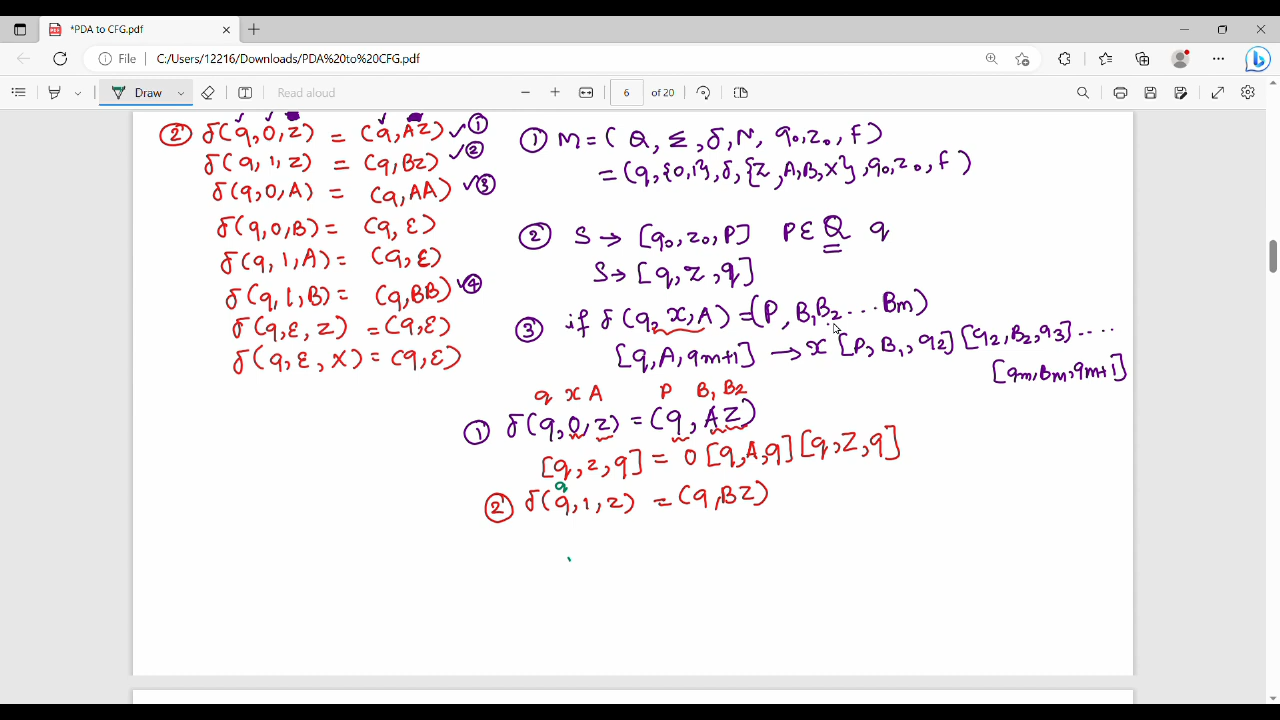 *PDA to CFG.pdf
File C:/Users/12216/Downloads/PDA%20to%20CFG.pdf
Draw Read aloud 6 of 20
② δ(q,0,z) = (q,AZ) ✓①
δ(q,1,z) = (q,Bz) ✓②
δ(q,0,A) = (q,AA) ✓③
δ(q,0,B) = (q,ε)
δ(q,1,A) = (q,ε)
δ(q,1,B) = (q,BB) ✓④
δ(q,ε,z) = (q,ε)
δ(q,ε,x) = (q,ε)
① M = (Q,Σ,δ,N,q0,z0,F)
= (q,{0,1},δ,{Z,A,B,X},q0,z0,F)
② S → [q0,z0,P] P ε Q q
S → [q,z,q]
③ if δ(q, x,A) = (P, B1B2...Bm)
[q,A,qm+1] → x [P,B1,q2] [q2,B2,q3]....
[qm,Bm,qm+1]
q x A P B1 B2
① δ(q,0,z) = (q,AZ)
[q,z,q] = 0[q,A,q][q,Z,q]
q
② δ(q,1,z) = (q,BZ)